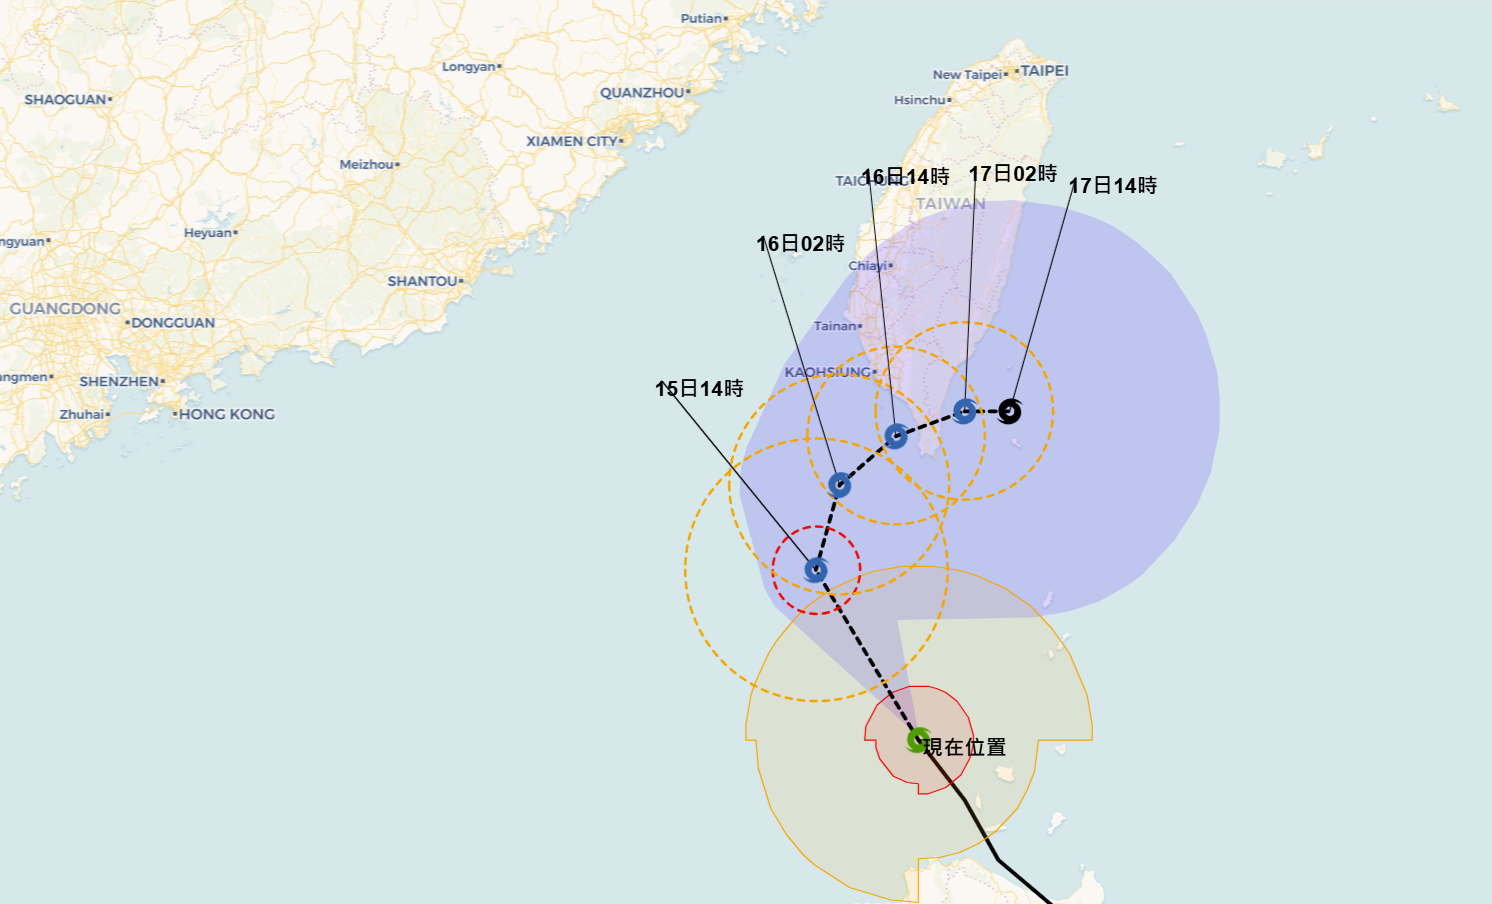 Putian
Longyan
TAIPEI
New Taipei
SHAOGUAN
QUANZHOU
Hsinchu
XIAMEN CITY
Meizhou
16日14時
17日02時
17日14時
TAICHUNG
TAIWAN
Heyuan
ngyuan
16日02時
Chiayi
SHANTOU
GUANGDONG
DONGGUAN
Tainan
KAOHSIUNG
angmen
SHENZHEN
15日14時
Zhuhai
HONG KONG
現在位置